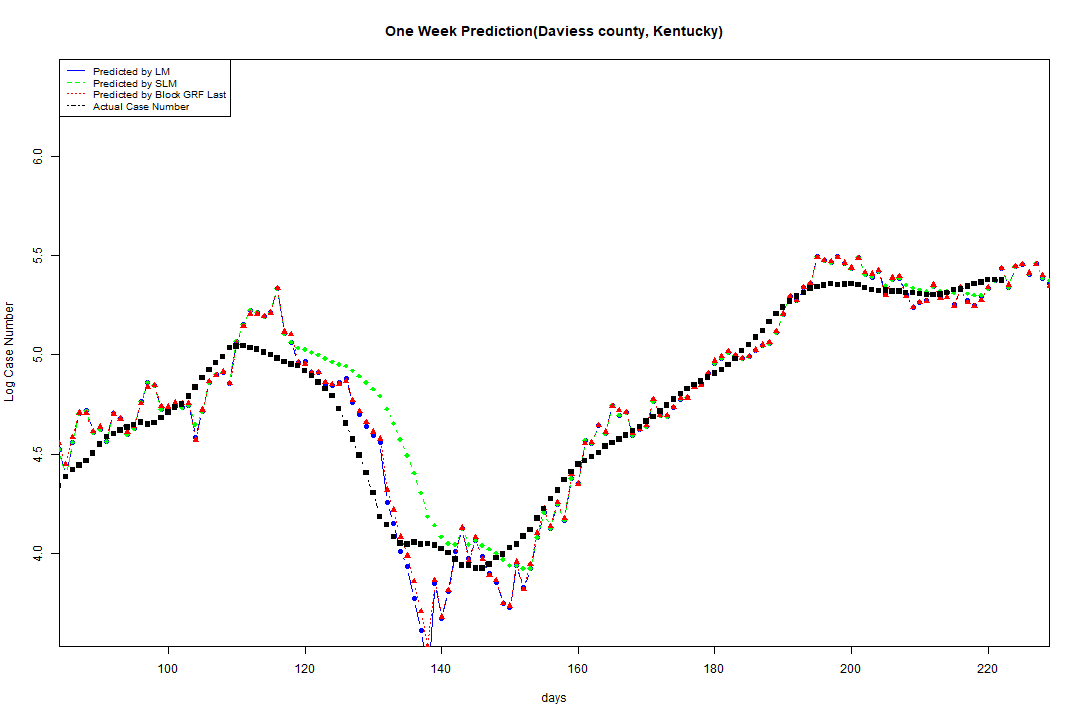 One Week Prediction(Daviess county, Kentucky)
Predicted by LM
Predicted by SLM
Predicted by Block GRF Last
Actual Case Number
6.0
5.5
5.0
4.5
4.0
Log Case Number
100 120 140 160 180 200 220
days